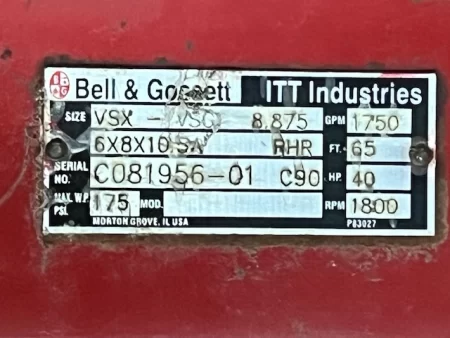 Bell & Gossett ITT Industries
SIZE VSX - VSC 8.875 GPM 1750
6X8X10 RHR FT. 65
SERIAL NO. C081956-01 C90 HP. 40
MAX. W.P. PSI. 175 MOD. RPM 1800
MORTON GROVE, IL USA P83027